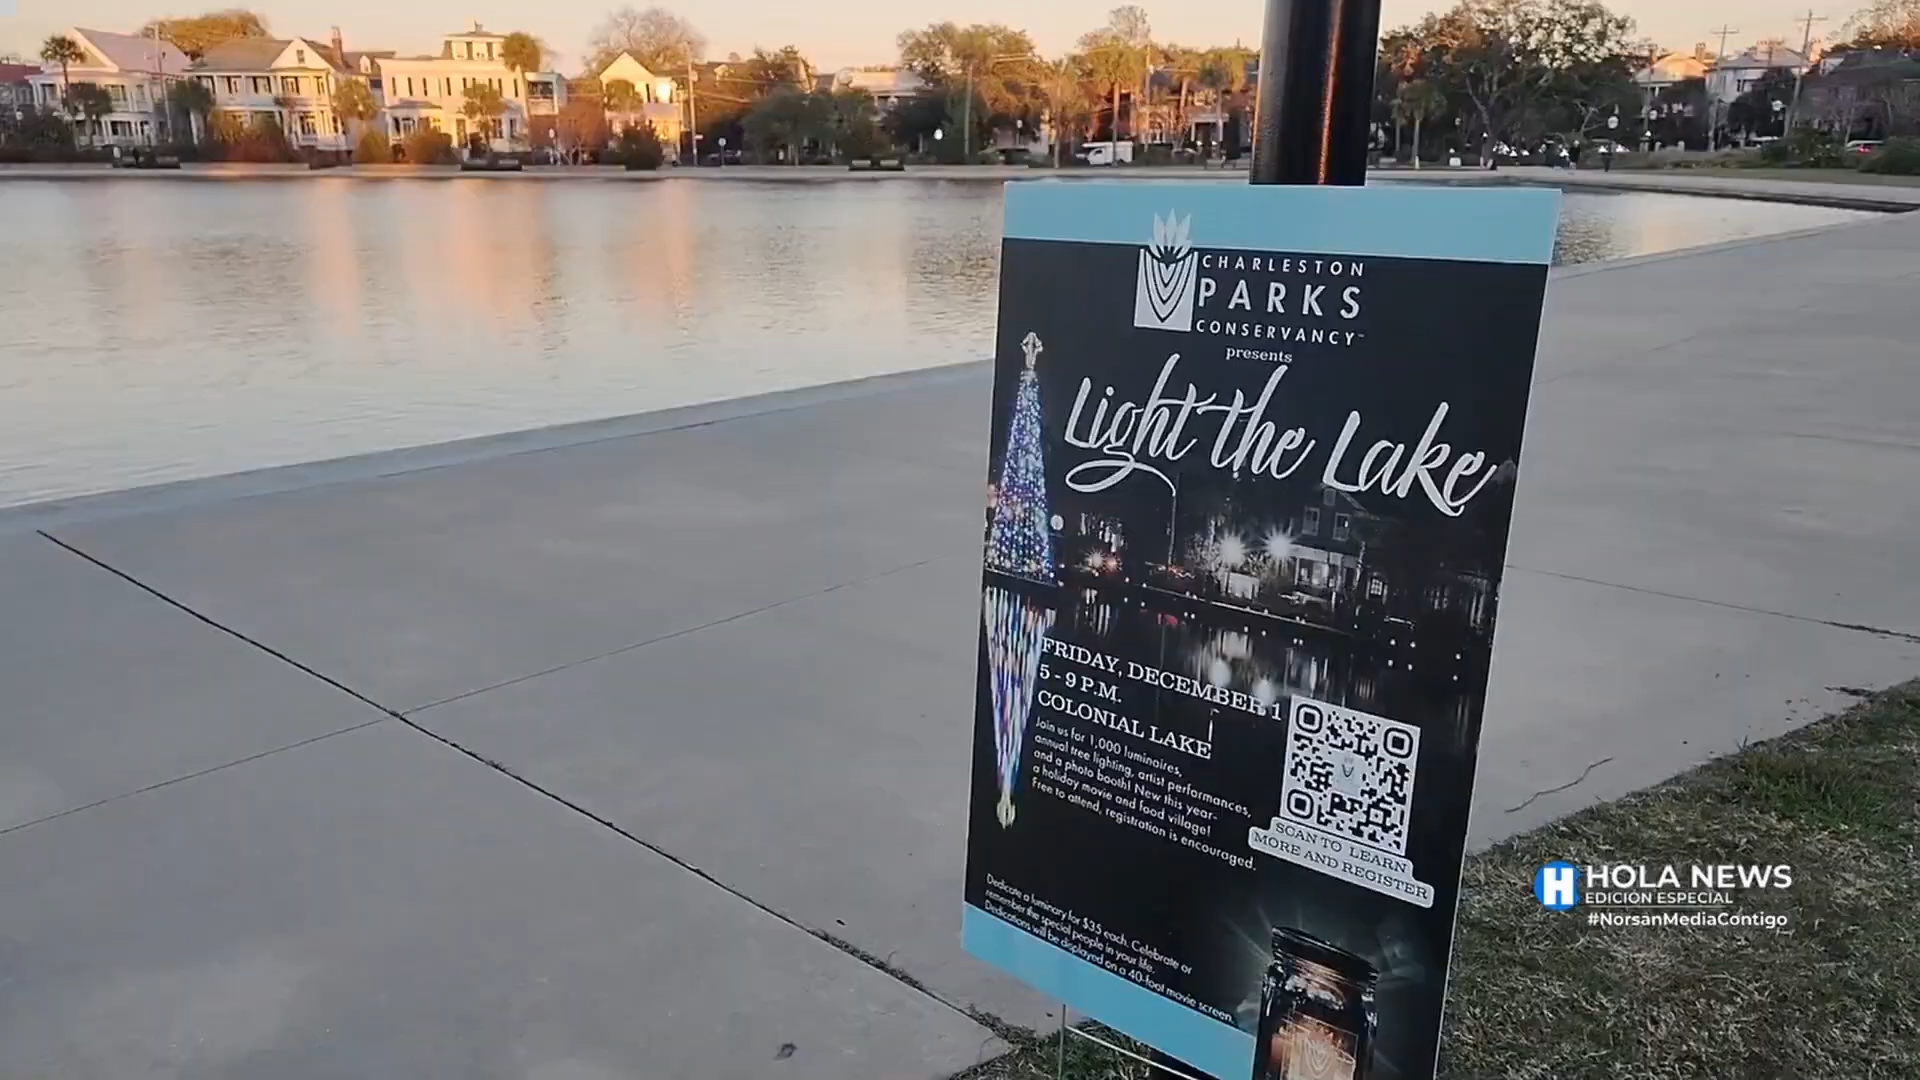 CHARLESTON
PARKS
CONSERVANCY
presents
Light the Lake
FRIDAY, DECEMBER 1
5 - 9 P.M.
COLONIAL LAKE
Join us for 1,000 luminaires,
annual tree lighting, artist performances,
and a photo booth! New this year-
a holiday movie and food village!
Free to attend, registration is encouraged.
SCAN TO LEARN
MORE AND REGISTER
Dedicate a luminary for $35 each. Celebrate or
remember the special people in your life.
Dedications will be displayed on a 40-foot movie screen.
H HOLA NEWS
EDICIÓN ESPECIAL
#NorsanMediaContigo